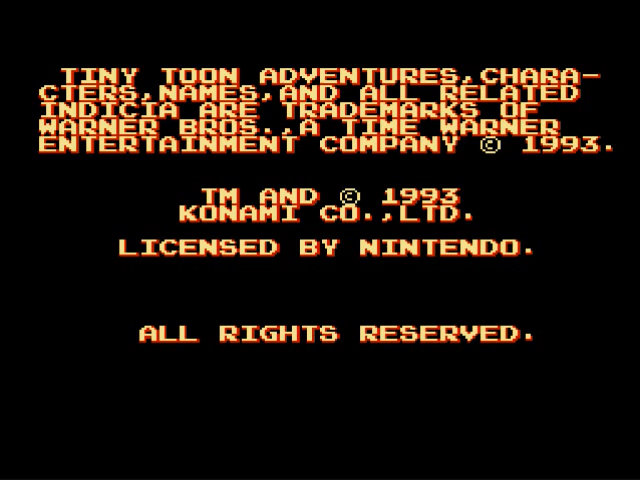 TINY TOON ADVENTURES,CHARA-
CTERS,NAMES,AND ALL RELATED
INDICIA ARE TRADEMARKS OF
WARNER BROS.,A TIME WARNER
ENTERTAINMENT COMPANY © 1993.
TM AND © 1993
KONAMI CO.,LTD.
LICENSED BY NINTENDO.
ALL RIGHTS RESERVED.